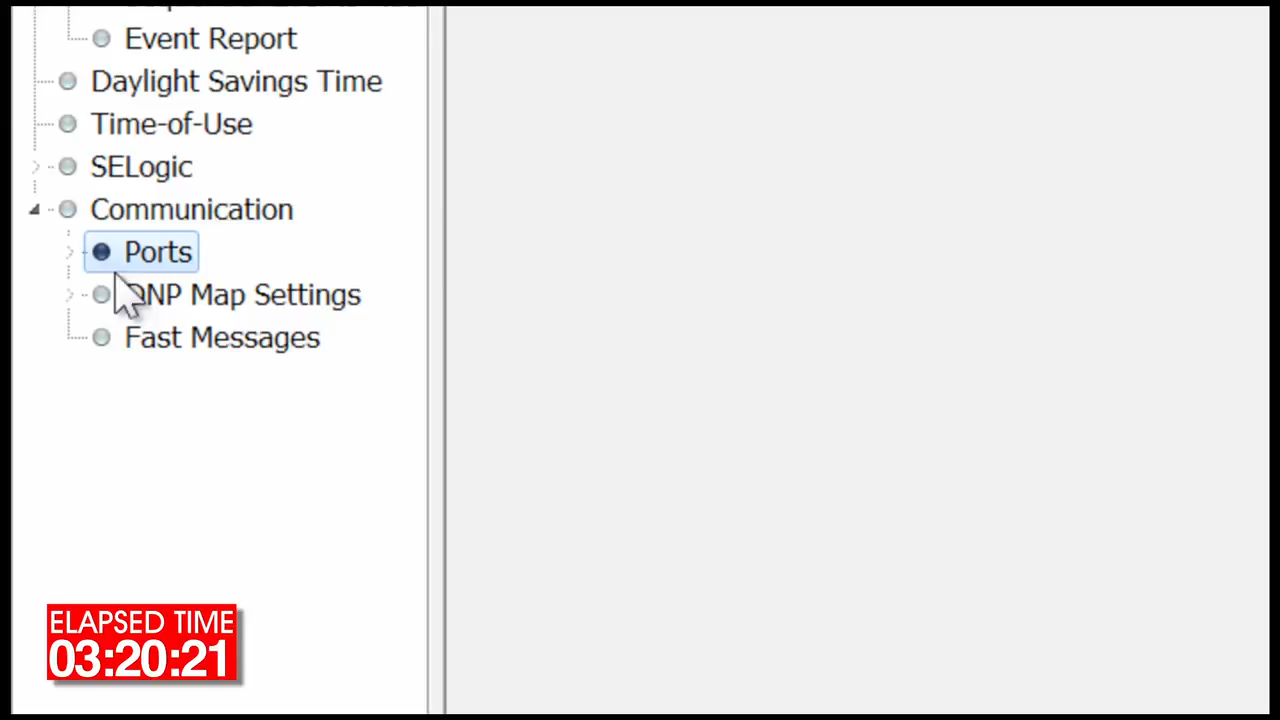 Event Report
Daylight Savings Time
Time-of-Use
SELogic
Communication
Ports
DNP Map Settings
Fast Messages
ELAPSED TIME
03:20:21